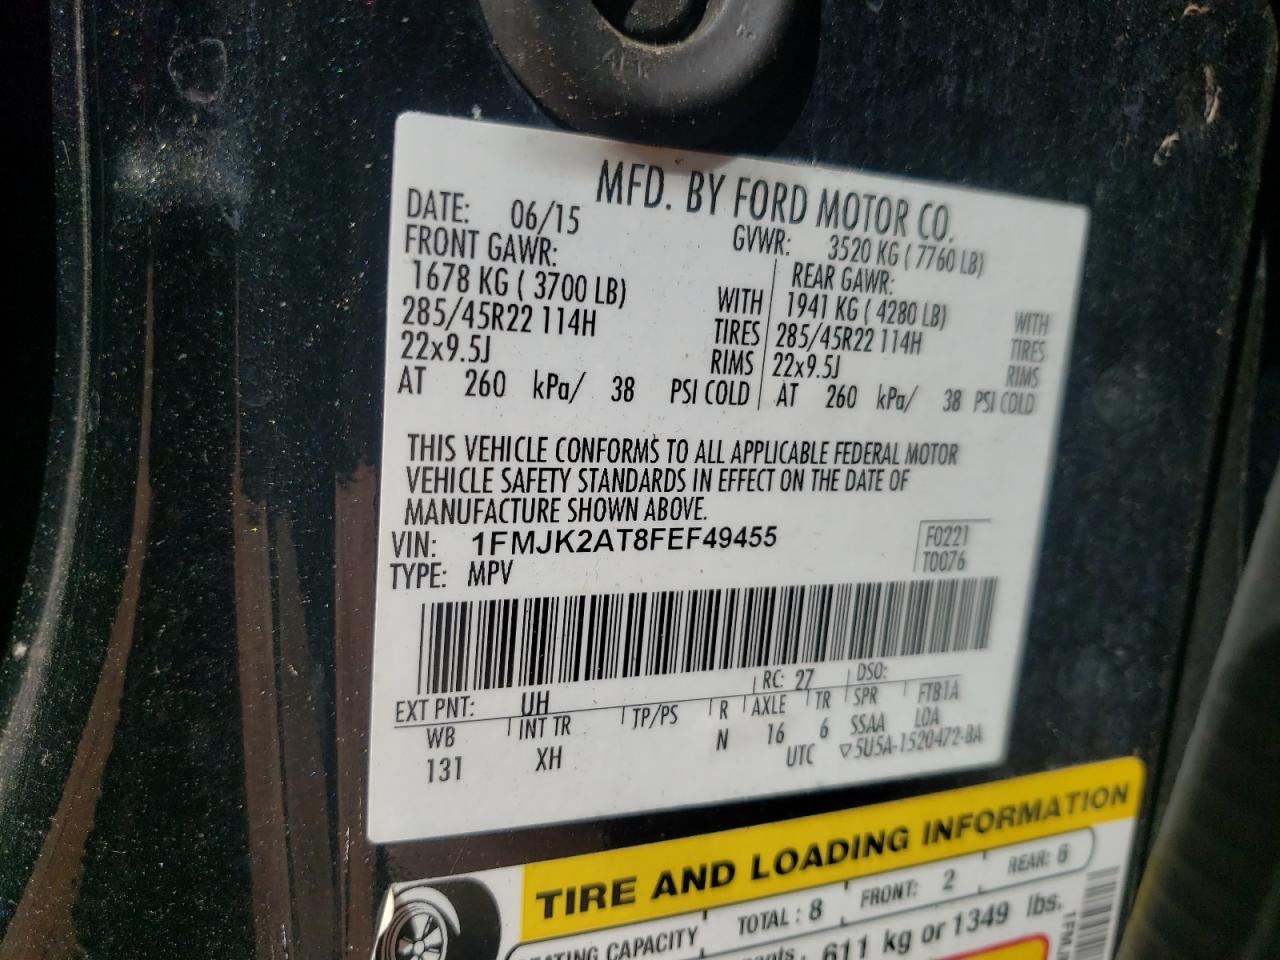 MFD. BY FORD MOTOR CO.
DATE: 06/15 GVWR: 3520 KG ( 7760 LB)
FRONT GAWR: REAR GAWR:
1678 KG ( 3700 LB) WITH 1941 KG ( 4280 LB) WITH
285/45R22 114H TIRES 285/45R22 114H TIRES
22x9.5J RIMS 22x9.5J RIMS
AT 260 kPa/ 38 PSI COLD AT 260 kPa/ 38 PSI COLD
THIS VEHICLE CONFORMS TO ALL APPLICABLE FEDERAL MOTOR
VEHICLE SAFETY STANDARDS IN EFFECT ON THE DATE OF
MANUFACTURE SHOWN ABOVE.
VIN: 1FMJK2AT8FEF49455 F0221
TYPE: MPV T0076
EXT PNT: UH RC: 27 DSO: FTB1A
WB INT TR TP/PS R AXLE TR SPR LOA
131 XH N 16 6 SSAA
UTC ▽5U5A-1520472-BA
TIRE AND LOADING INFORMATION
SEATING CAPACITY TOTAL : 8 FRONT: 2 REAR: 6
611 kg or 1349 lbs.